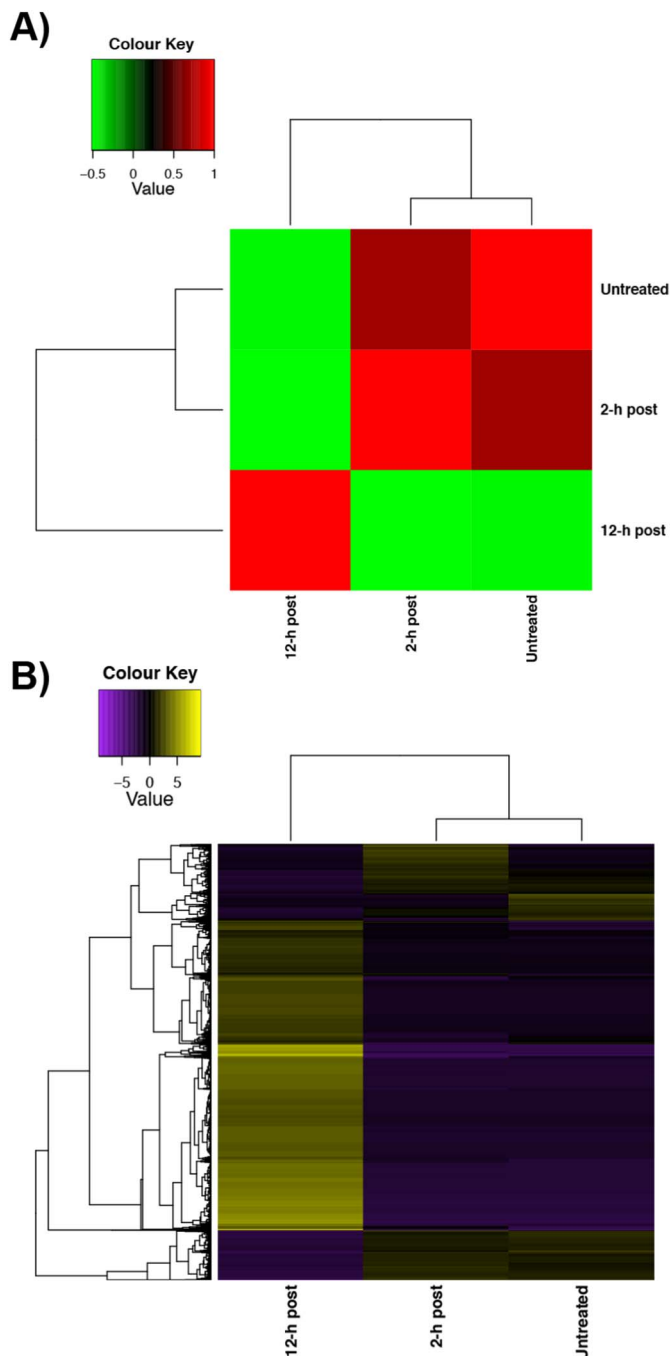 A)
Colour Key
−0.5 0 0.5 1
Value
Untreated
2-h post
12-h post
12-h post
2-h post
Untreated
B)
Colour Key
−5 0 5
Value
12-h post
2-h post
Untreated